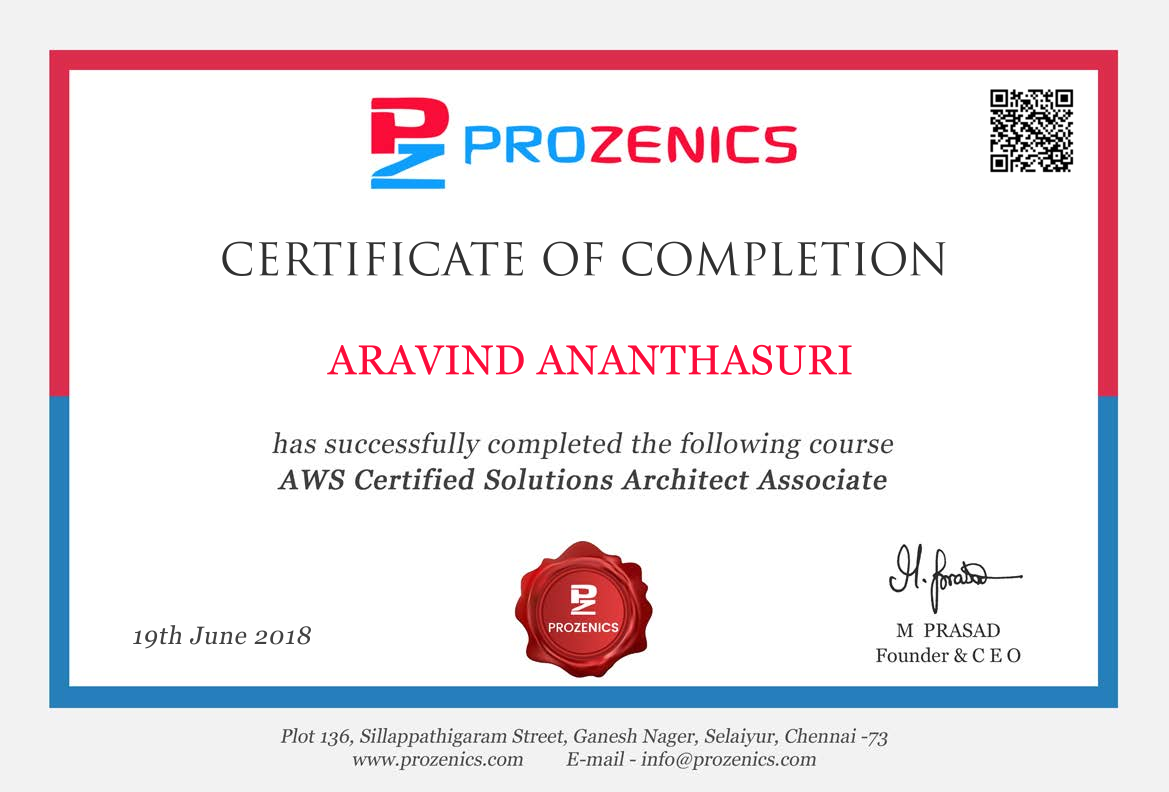 PZ PROZENICS
CERTIFICATE OF COMPLETION
ARAVIND ANANTHASURI
has successfully completed the following course
AWS Certified Solutions Architect Associate
PZ
PROZENICS
19th June 2018
M. Prasad
M PRASAD
Founder & C E O
Plot 136, Sillappathigaram Street, Ganesh Nager, Selaiyur, Chennai -73
www.prozenics.com E-mail - info@prozenics.com